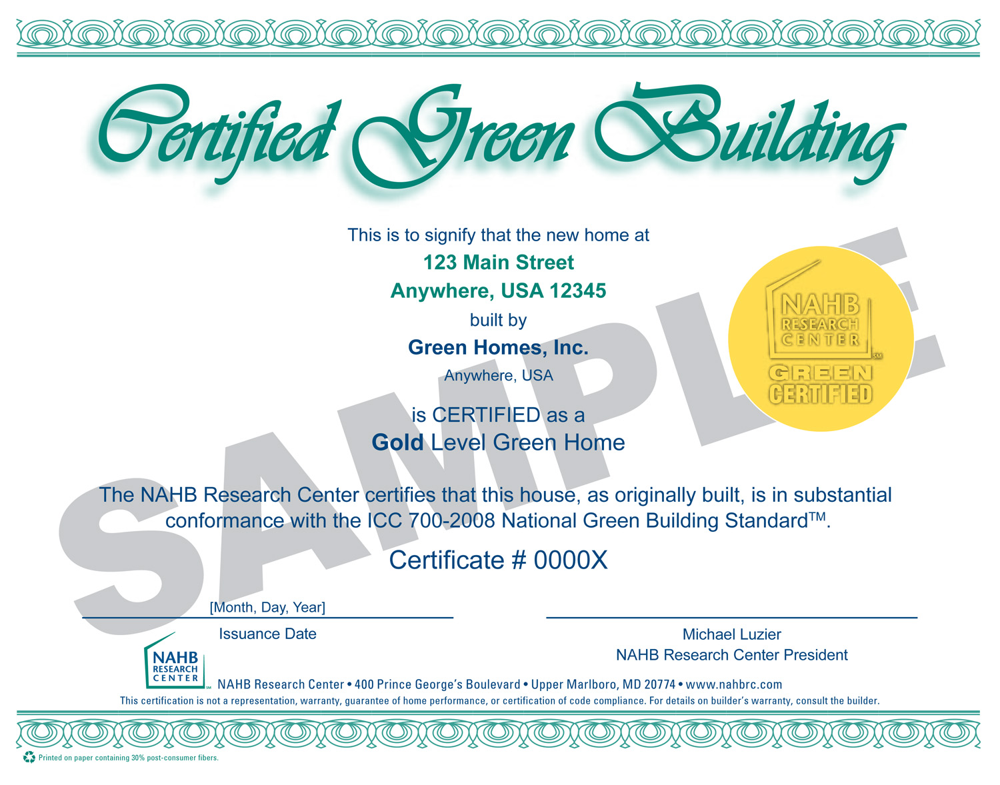 Certified Green Building
This is to signify that the new home at
123 Main Street
Anywhere, USA 12345
built by
Green Homes, Inc.
Anywhere, USA
is CERTIFIED as a
Gold Level Green Home
NAHB
RESEARCH
CENTER
SM
GREEN
CERTIFIED
SAMPLE
The NAHB Research Center certifies that this house, as originally built, is in substantial
conformance with the ICC 700-2008 National Green Building Standard™.
Certificate # 0000X
[Month, Day, Year]
Issuance Date
Michael Luzier
NAHB Research Center President
NAHB
RESEARCH
CENTER
SM
NAHB Research Center • 400 Prince George’s Boulevard • Upper Marlboro, MD 20774 • www.nahbrc.com
This certification is not a representation, warranty, guarantee of home performance, or certification of code compliance. For details on builder’s warranty, consult the builder.
Printed on paper containing 30% post-consumer fibers.